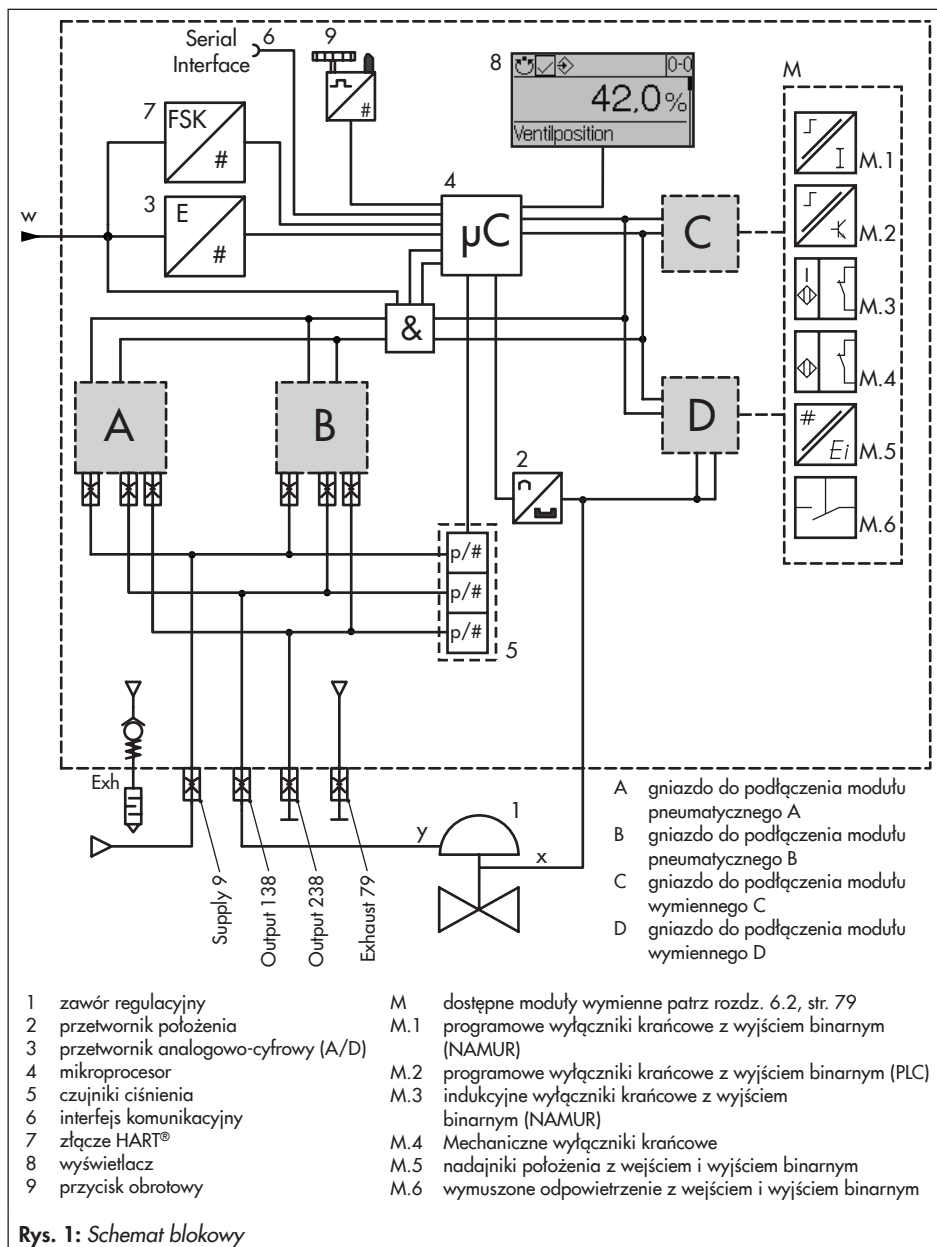 Serial
Interface
6
9
8
0-0
42,0%
Ventilposition
M
7
FSK
#
#
4
M.1
I
3
E
#
w
µC
C
M.2
M.3
&
M.4
A
B
D
#
Ei
M.5
2
M.6
p/#
p/#
p/#
5
Exh
1
y
x
Supply 9
Output 138
Output 238
Exhaust 79
A gniazdo do podłączenia modułu
pneumatycznego A
B gniazdo do podłączenia modułu
pneumatycznego B
C gniazdo do podłączenia modułu
wymiennego C
D gniazdo do podłączenia modułu
wymiennego D
1 zawór regulacyjny
2 przetwornik położenia
3 przetwornik analogowo-cyfrowy (A/D)
4 mikroprocesor
5 czujniki ciśnienia
6 interfejs komunikacyjny
7 złącze HART®
8 wyświetlacz
9 przycisk obrotowy
M dostępne moduły wymienne patrz rozdz. 6.2, str. 79
M.1 programowe wyłączniki krańcowe z wyjściem binarnym
(NAMUR)
M.2 programowe wyłączniki krańcowe z wyjściem binarnym (PLC)
M.3 indukcyjne wyłączniki krańcowe z wyjściem
binarnym (NAMUR)
M.4 Mechaniczne wyłączniki krańcowe
M.5 nadajniki położenia z wejściem i wyjściem binarnym
M.6 wymuszone odpowietrzenie z wejściem i wyjściem binarnym
Rys. 1: Schemat blokowy